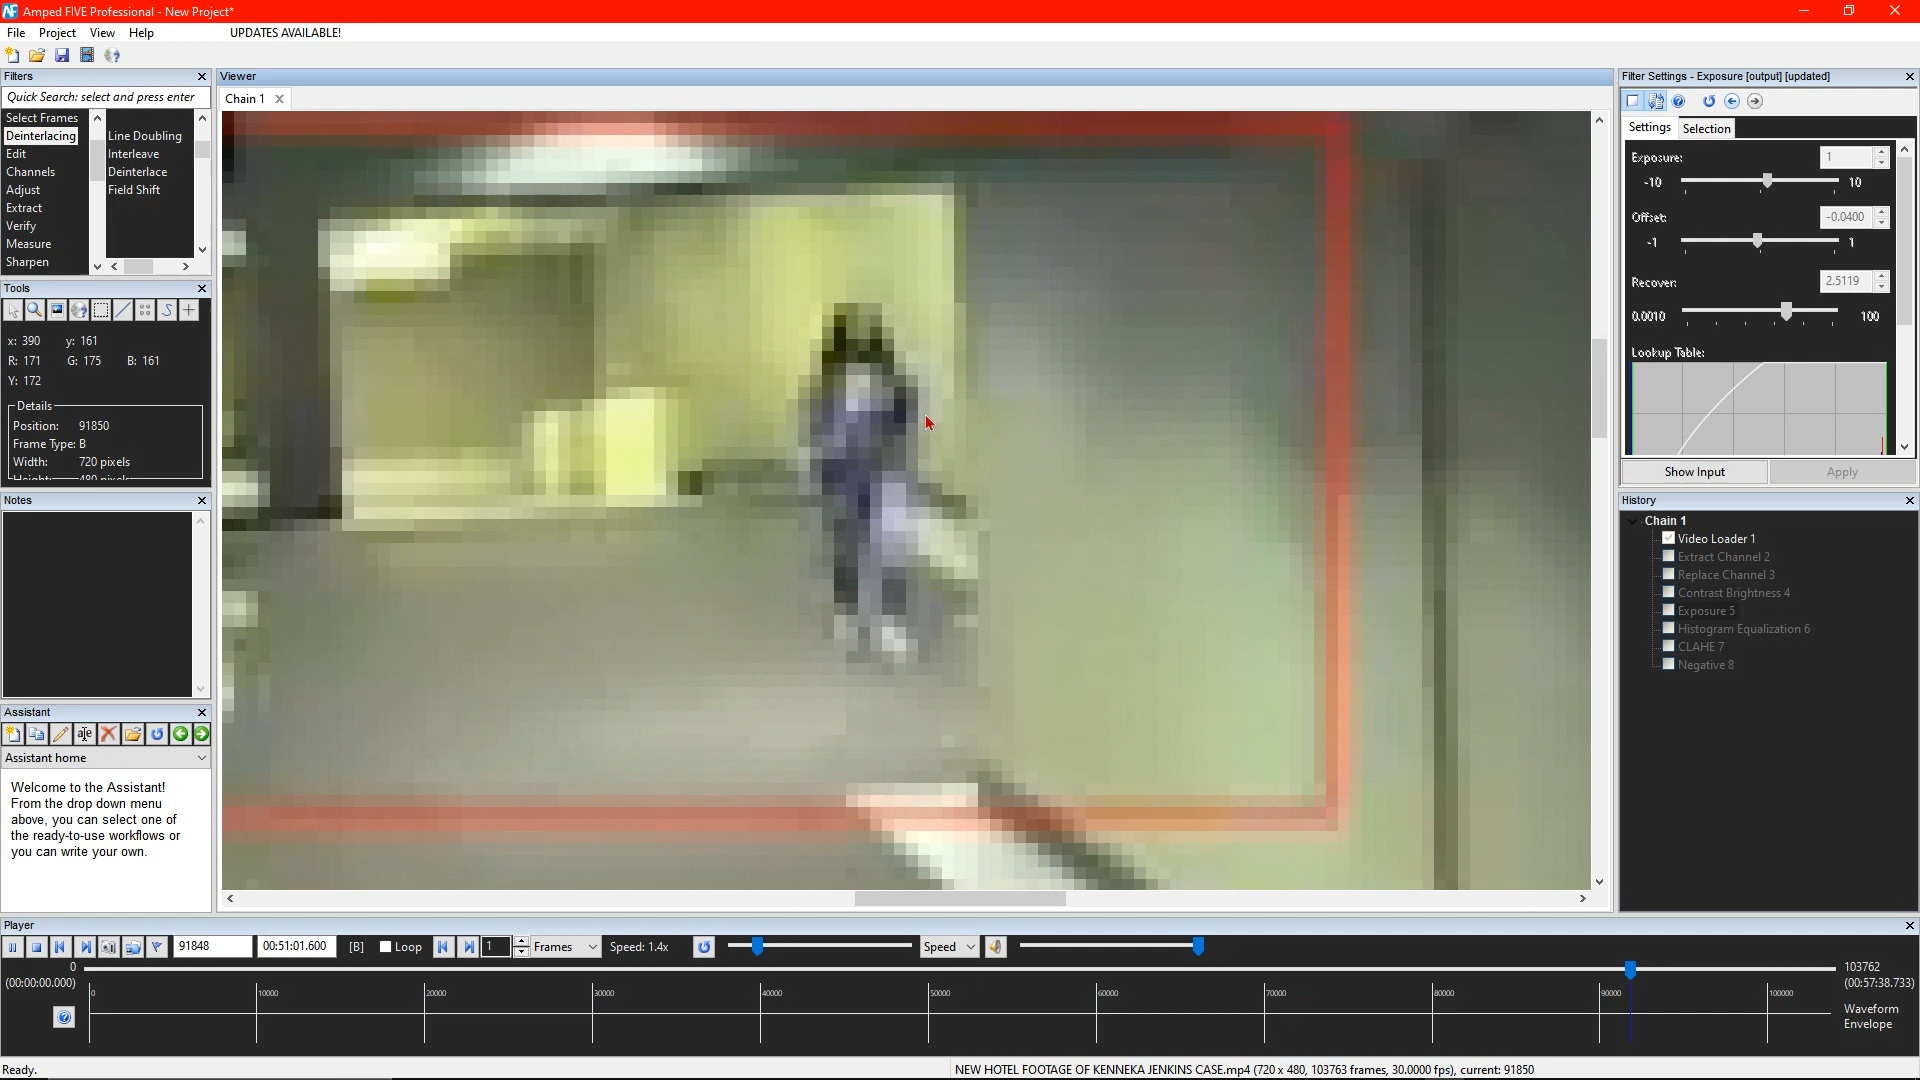 Amped FIVE Professional - New Project*
File Project View Help UPDATES AVAILABLE!
Filters
Quick Search: select and press enter
Select Frames
Deinterlacing
Edit
Channels
Adjust
Extract
Verify
Measure
Sharpen
Line Doubling
Interleave
Deinterlace
Field Shift
Tools
x: 390 y: 161
R: 171 G: 175 B: 161
Y: 172
Details
Position: 91850
Frame Type: B
Width: 720 pixels
Height: 480 pixels
Notes
Assistant
Assistant home
Welcome to the Assistant!
From the drop down menu
above, you can select one of
the ready-to-use workflows or
you can write your own.
Viewer
Chain 1
Filter Settings - Exposure [output] [updated]
Settings Selection
Exposure: 1
-10 10
Offset: -0.0400
-1 1
Recover: 2.5119
0.0010 100
Lookup Table:
Show Input Apply
History
Chain 1
Video Loader 1
Extract Channel 2
Replace Channel 3
Contrast Brightness 4
Exposure 5
Histogram Equalization 6
CLAHE 7
Negative 8
Player
91848 00:51:01.600 [B] Loop 1 Frames Speed: 1.4x Speed
0 103762
(00:00:00.000) (00:57:38.733)
0 10000 20000 30000 40000 50000 60000 70000 80000 90000 100000
Waveform
Envelope
Ready. NEW HOTEL FOOTAGE OF KENNEKA JENKINS CASE.mp4 (720 x 480, 103763 frames, 30.0000 fps), current: 91850